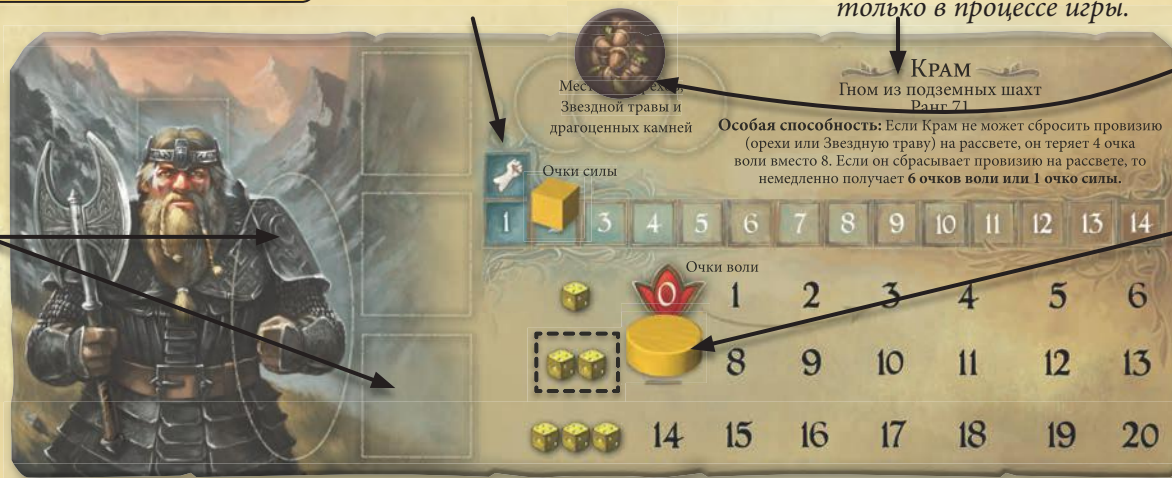 только в процессе игры.
Крам
Гном из подземных шахт
Ранг 71
Звездной травы и
драгоценных камней
Особая способность: Если Крам не может сбросить провизию
(орехи или Звездную траву) на рассвете, он теряет 4 очка
воли вместо 8. Если он сбрасывает провизию на рассвете, то
немедленно получает 6 очков воли или 1 очко силы.
Очки силы
1 3 4 5 6 7 8 9 10 11 12 13 14
Очки воли
0 1 2 3 4 5 6
8 9 10 11 12 13
14 15 16 17 18 19 20